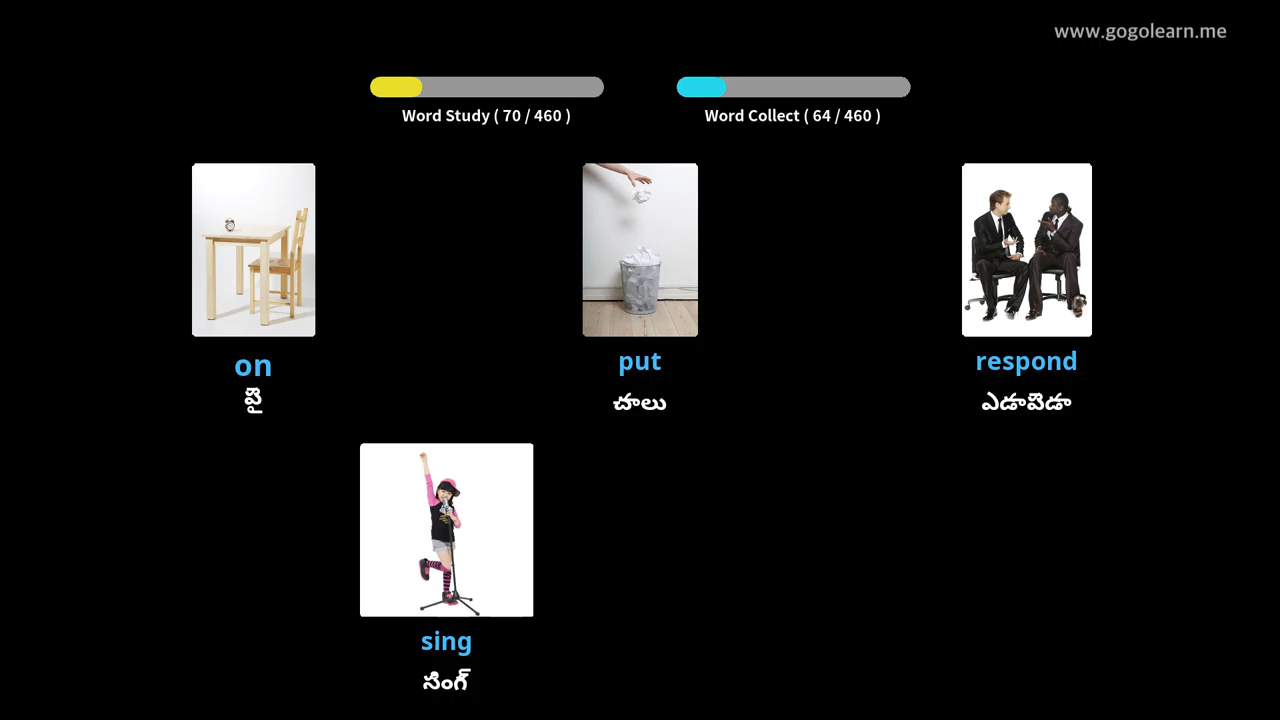 www.gogolearn.me
Word Study ( 70 / 460 )
Word Collect ( 64 / 460 )
on
పై
put
చాలు
respond
ఎడాపెడా
sing
సింగ్